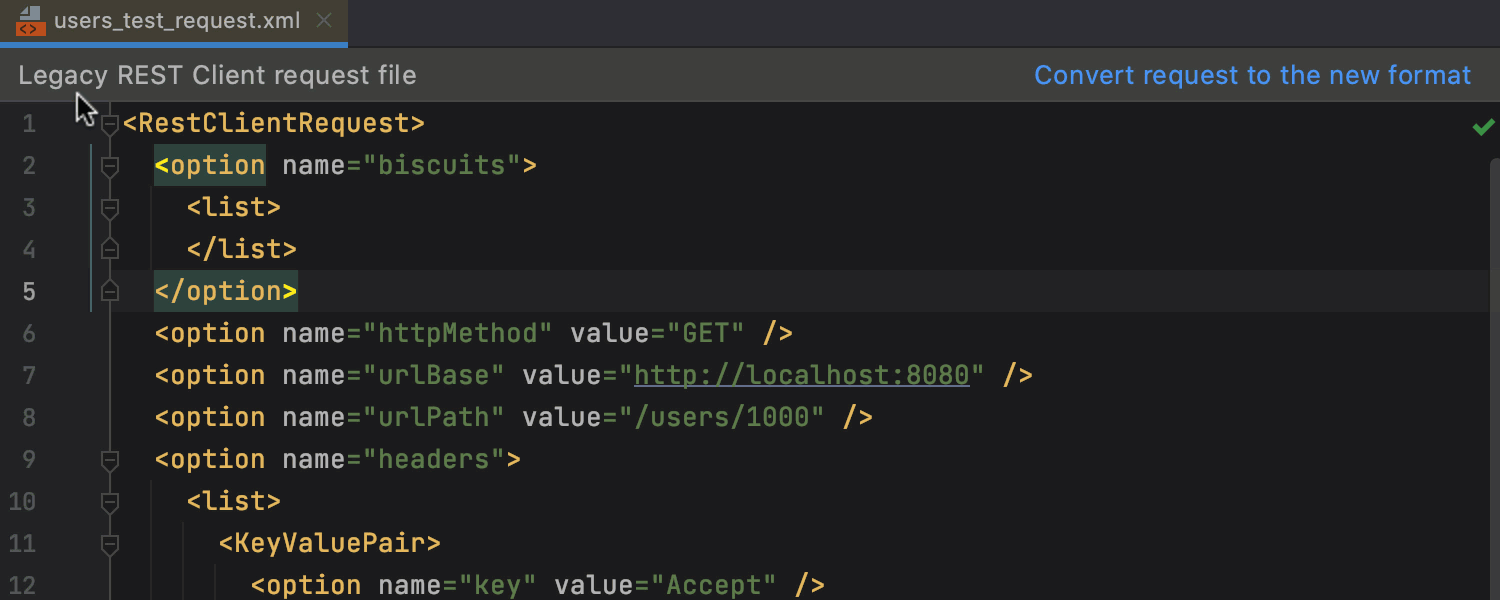 users_test_request.xml
Legacy REST Client request file Convert request to the new format
1 <RestClientRequest>
2 <option name="biscuits">
3 <list>
4 </list>
5 </option>
6 <option name="httpMethod" value="GET" />
7 <option name="urlBase" value="http://localhost:8080" />
8 <option name="urlPath" value="/users/1000" />
9 <option name="headers">
10 <list>
11 <KeyValuePair>
12 <option name="key" value="Accept" />